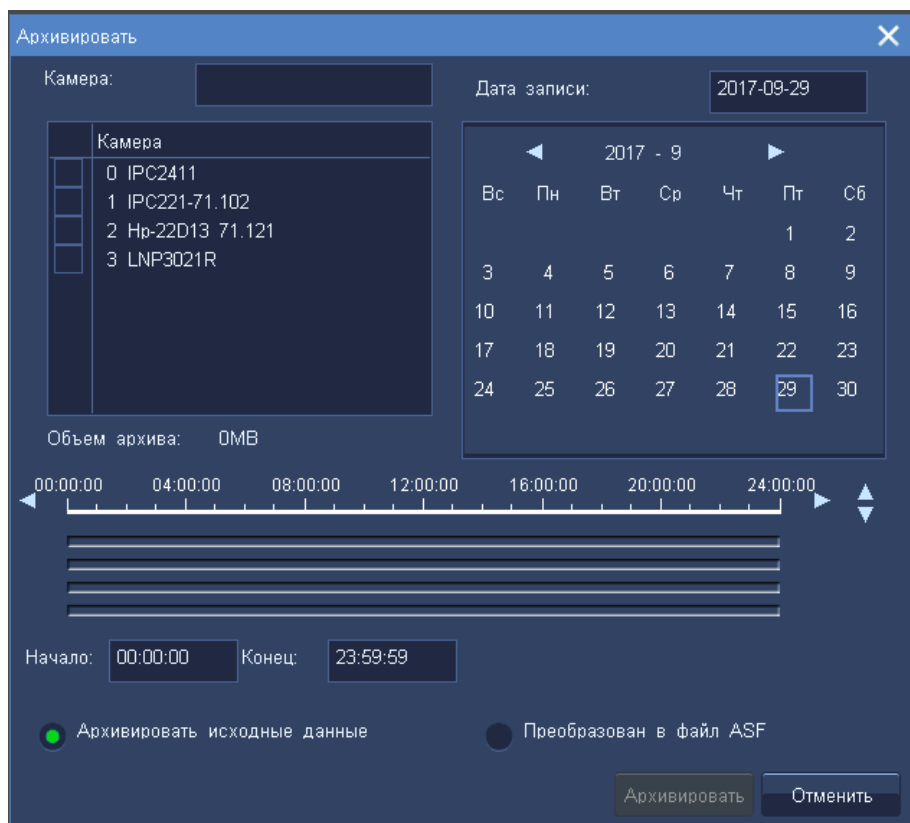 Архивировать
Камера:
Дата записи: 2017-09-29
Камера
0 IPC2411
1 IPC221-71.102
2 Hp-22D13 71.121
3 LNP3021R
2017 - 9
Вс Пн Вт Ср Чт Пт Сб
1 2
3 4 5 6 7 8 9
10 11 12 13 14 15 16
17 18 19 20 21 22 23
24 25 26 27 28 29 30
Объем архива: 0MB
00:00:00 04:00:00 08:00:00 12:00:00 16:00:00 20:00:00 24:00:00
Начало: 00:00:00 Конец: 23:59:59
Архивировать исходные данные
Преобразован в файл ASF
Архивировать
Отменить